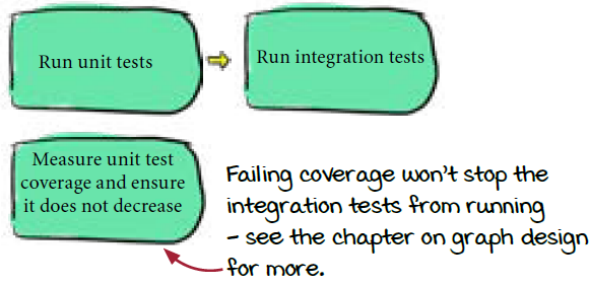 Run unit tests
Run integration tests
Measure unit test
coverage and ensure
it does not decrease
Failing coverage won't stop the
integration tests from running
- see the chapter on graph design
for more.